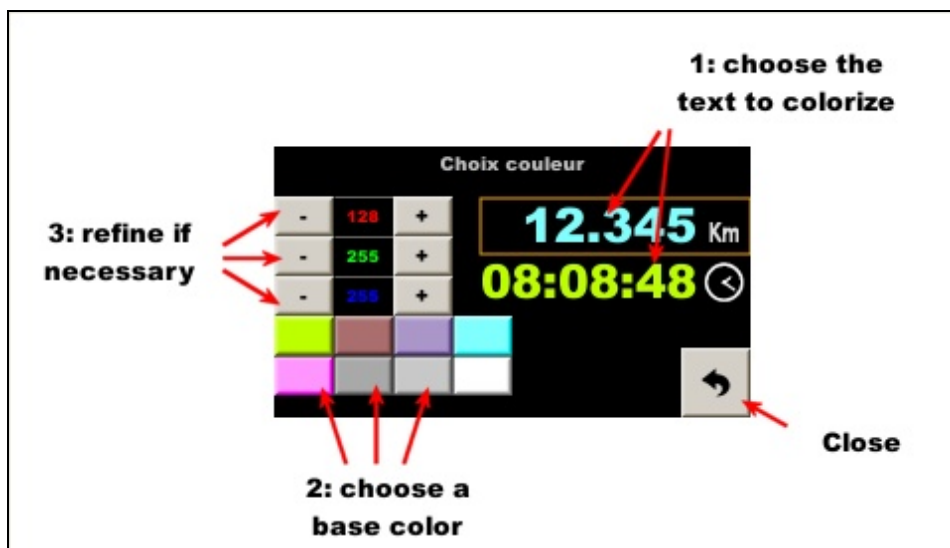 1: choose the
text to colorize
Choix couleur
- 128 +
12.345 Km
3: refine if
necessary
- 255 +
08:08:48
- 255 +
Close
2: choose a
base color